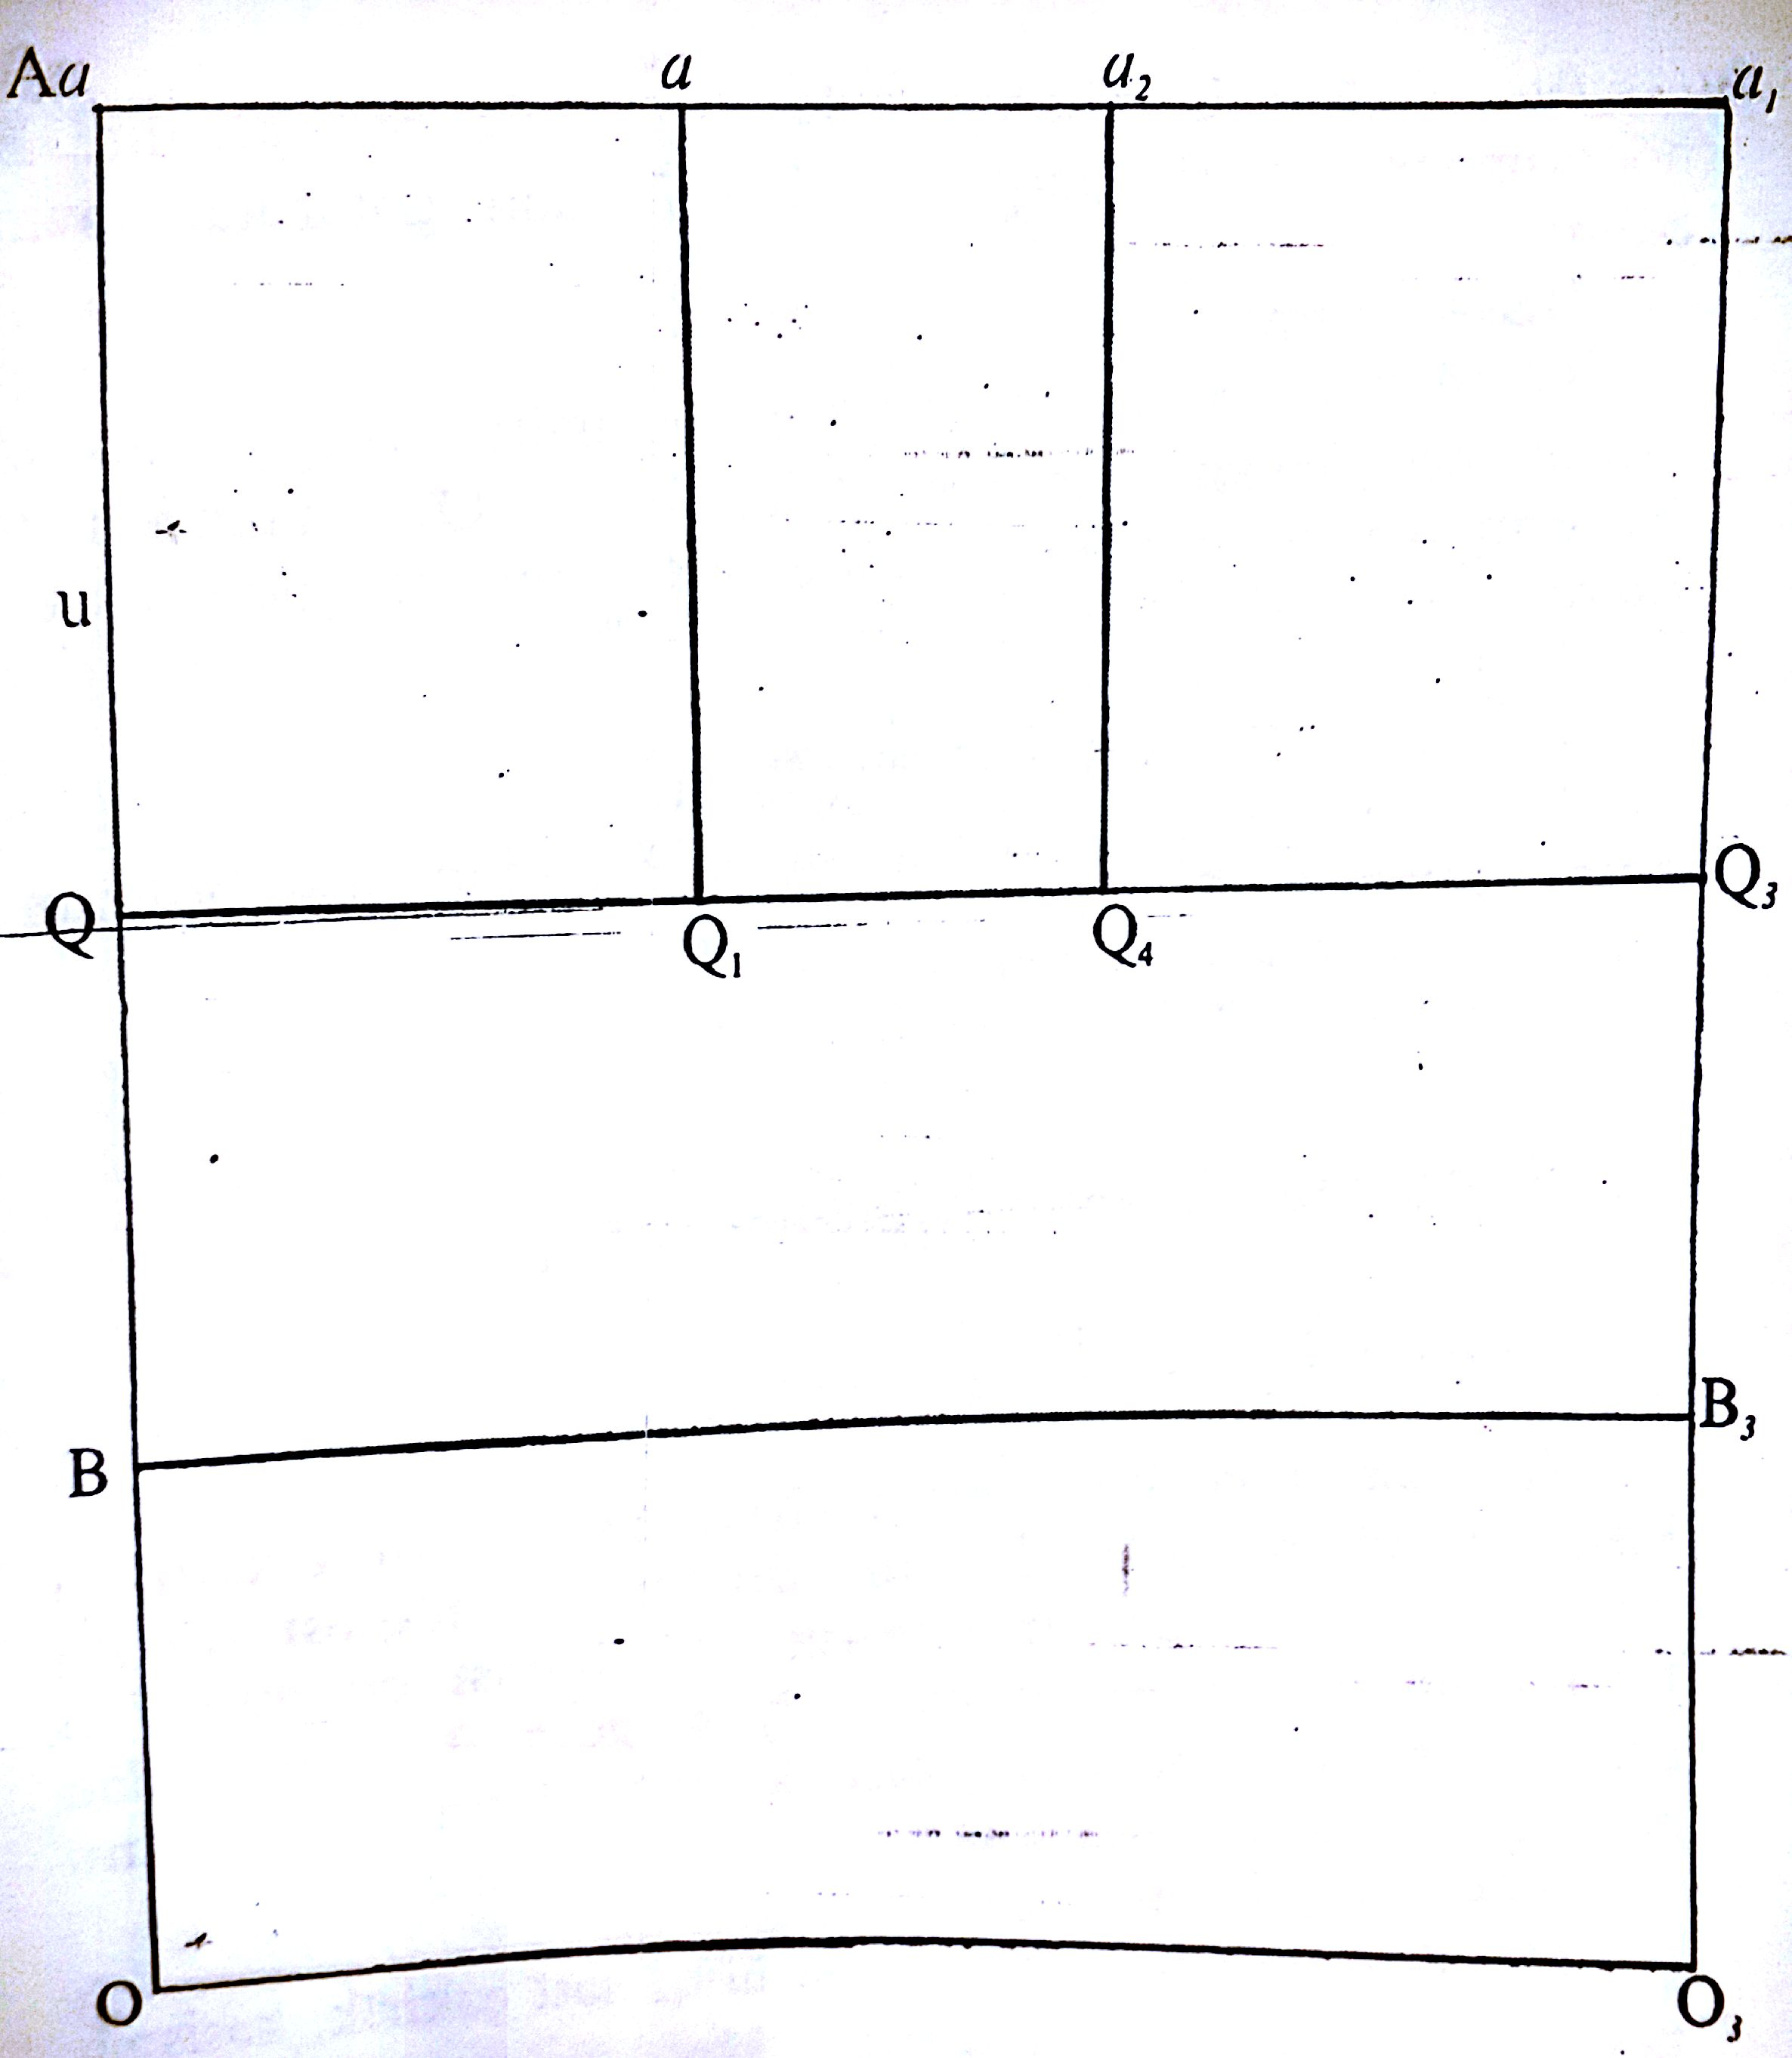 Aa a a₂ a₁
u
Q Q₁ Q₄ Q₃
B B₃
O O₃